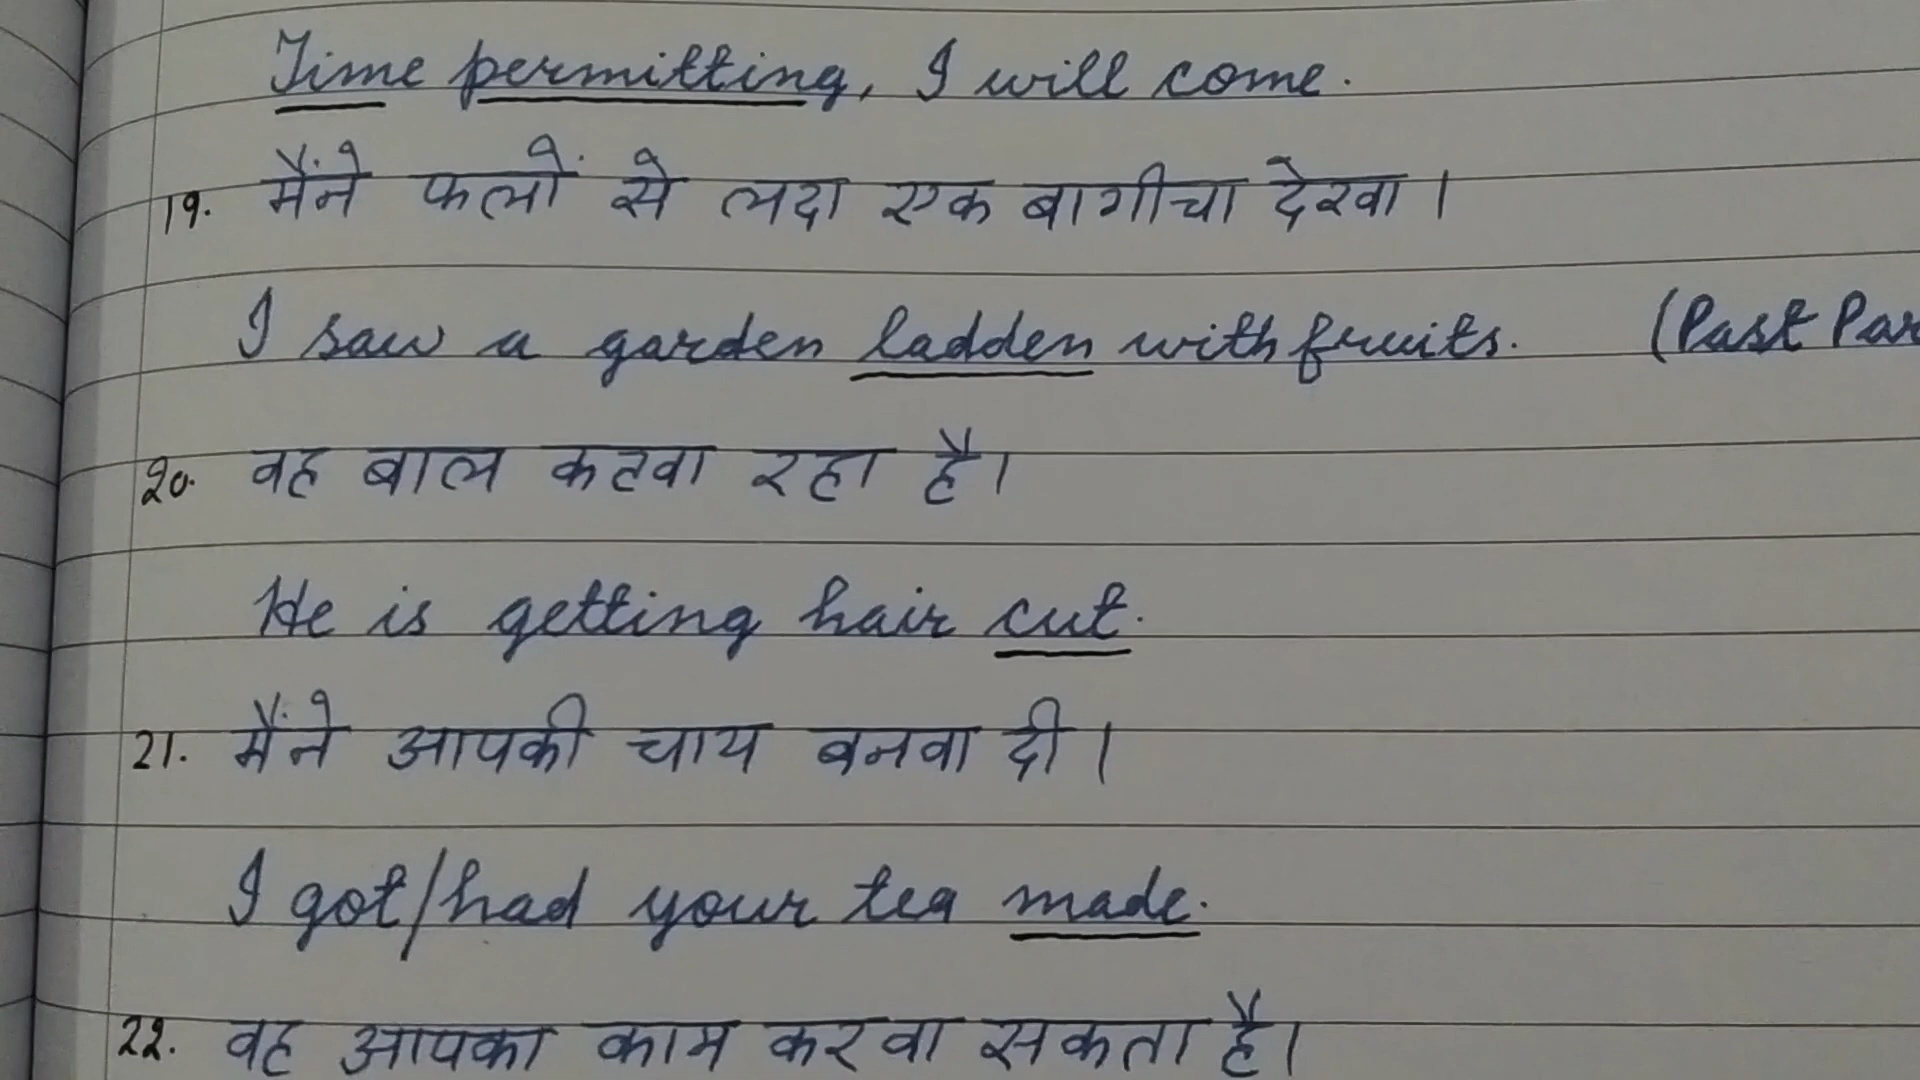 Time permitting, I will come.
19. मैंने फलों से लदा एक बागीचा देखा।
I saw a garden ladden with fruits. (Past Par
20. वह बाल कटवा रहा है।
He is getting hair cut.
21. मैंने आपकी चाय बनवा दी।
I got/had your tea made.
22. वह आपका काम करवा सकता है।